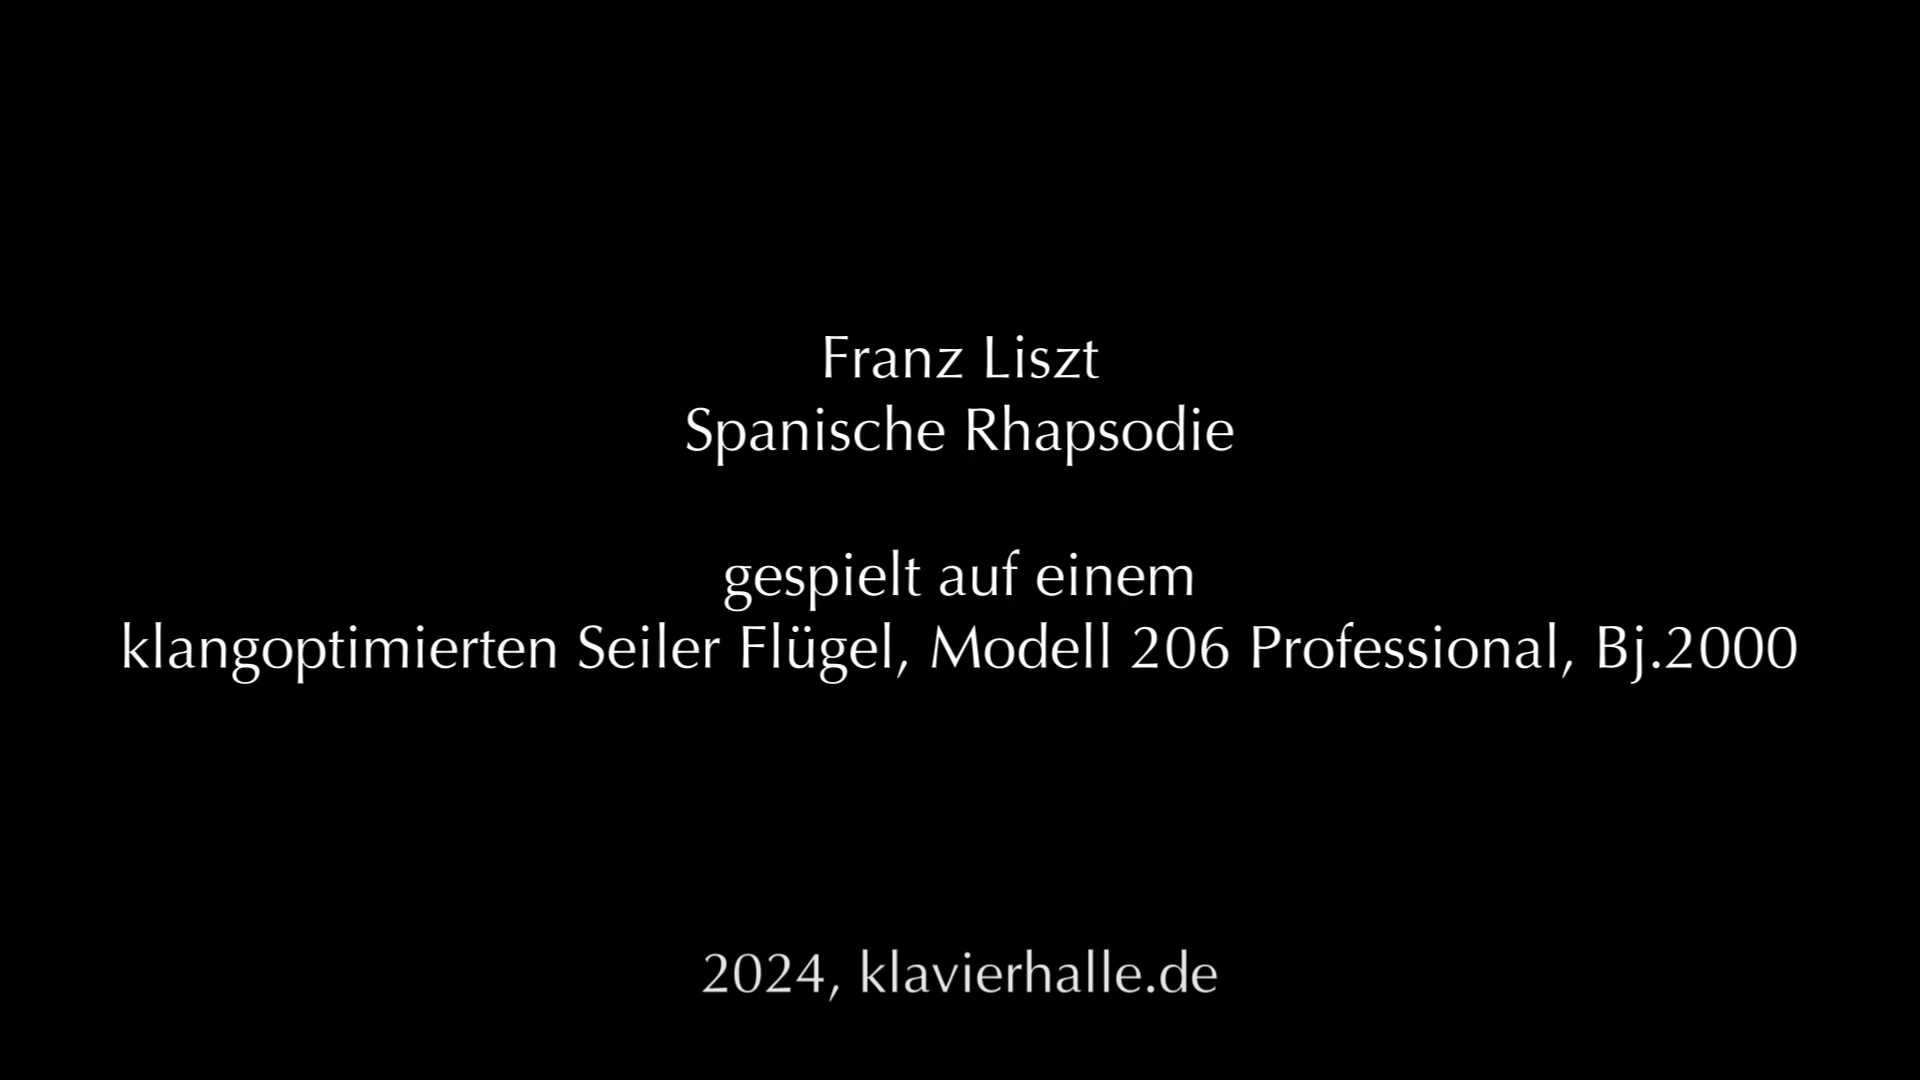 Franz Liszt
Spanische Rhapsodie
gespielt auf einem
klangoptimierten Seiler Flügel, Modell 206 Professional, Bj.2000
2024, klavierhalle.de